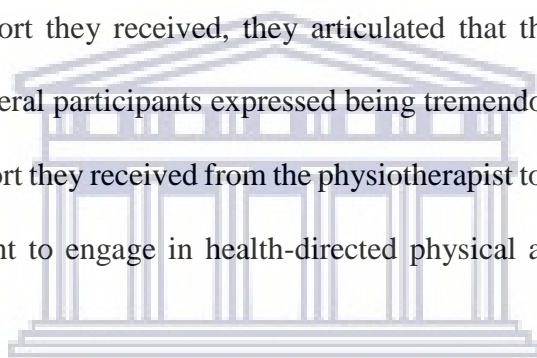 ort they received, they articulated that th
eral participants expressed being tremendo
ort they received from the physiotherapist to
nt to engage in health-directed physical a